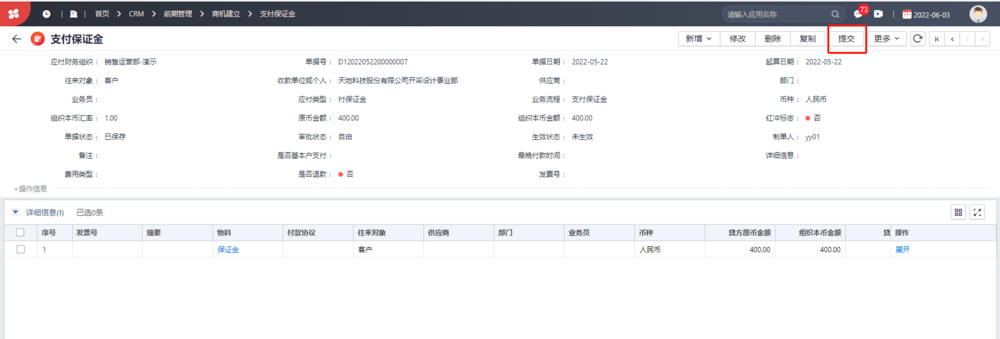 首页 > CRM > 前期管理 > 商机建立 > 支付保证金 请输入应用名称 73 2022-06-03
支付保证金 新增 修改 删除 复制 提交 更多
应付财务组织： 销售运营部-演示 单据号： D12022052200000007 单据日期： 2022-05-22 起算日期： 2022-05-22
往来对象： 客户 收款单位或个人： 天地科技股份有限公司开采设计事业部 供应商： 部门：
业务员： 应付类型： 付保证金 业务流程： 支付保证金 币种： 人民币
组织本币汇率： 1.00 原币金额： 400.00 组织本币金额： 400.00 红冲标志： 否
单据状态： 已保存 审批状态： 自由 生效状态： 未生效 制单人： yy01
备注： 是否基本户支付： 最晚付款时间： 详细信息：
费用类型： 是否退款： 否 发票号：
+操作信息
详细信息(1) 已选0条
序号 发票号 摘要 物料 付款协议 往来对象 供应商 部门 业务员 币种 贷方原币金额 组织本币金额 贷 操作
1 保证金 客户 人民币 400.00 400.00 展开